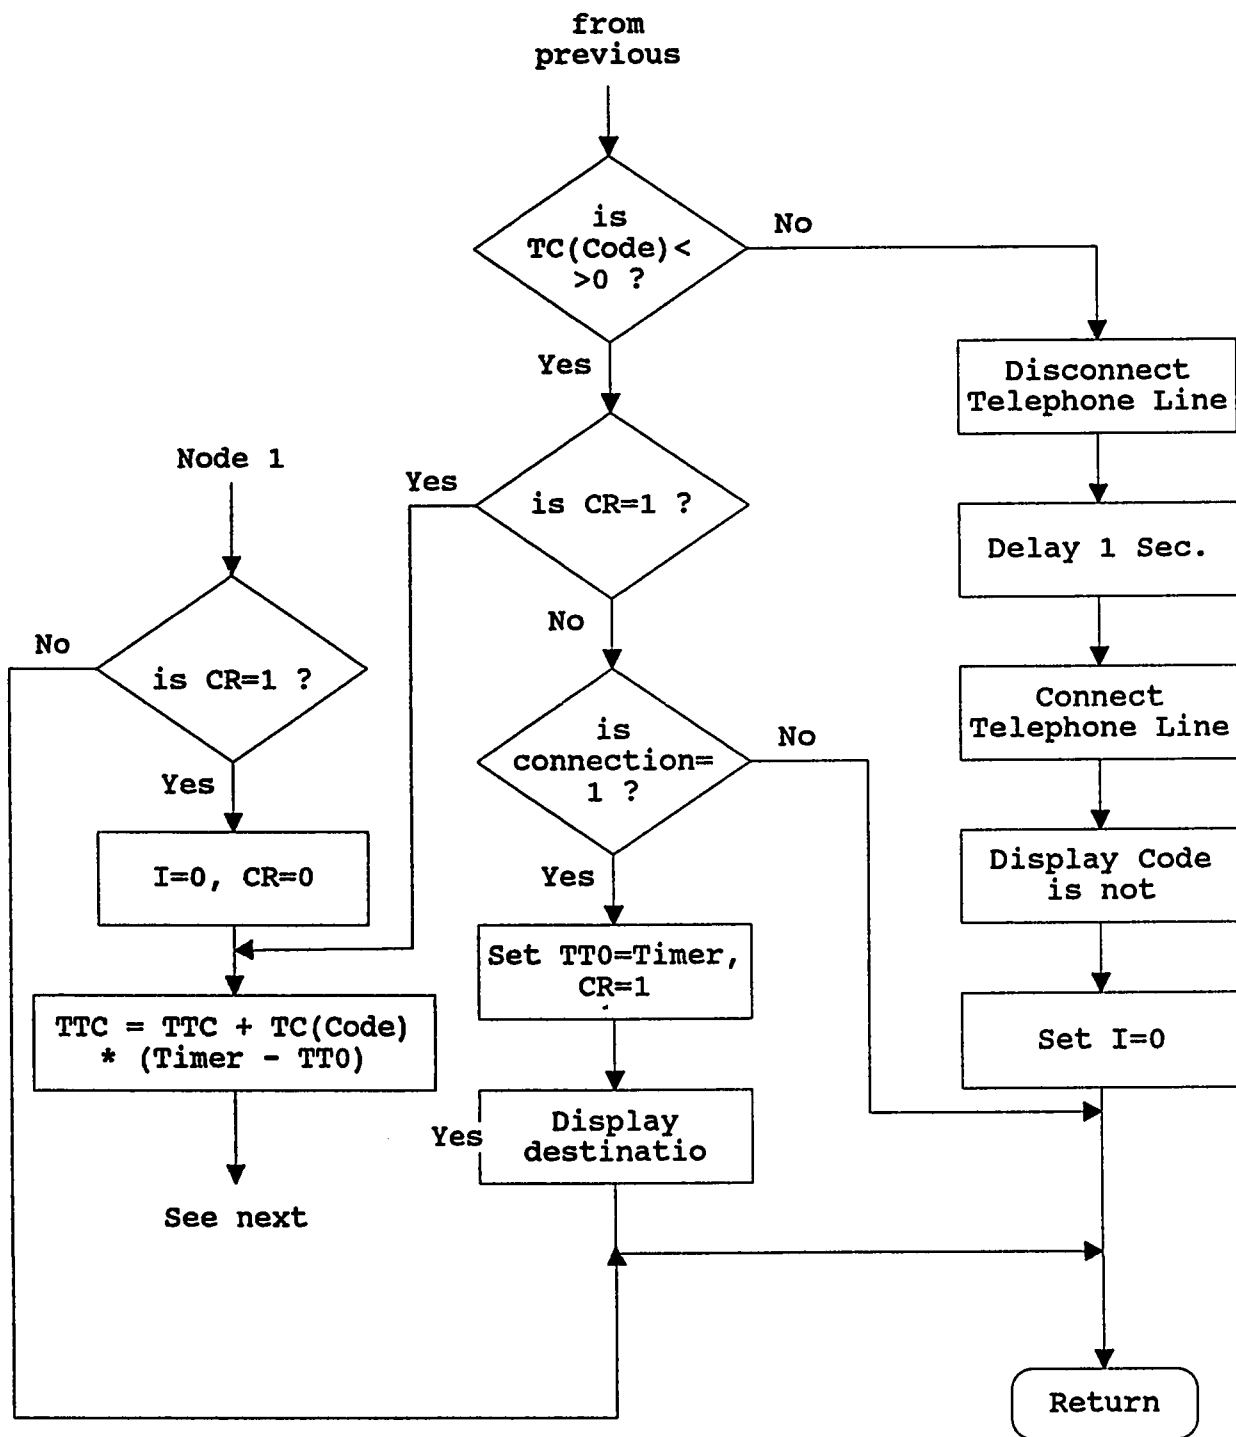 from
previous
is
TC(Code)<
>0 ?
No
Yes
Disconnect
Telephone Line
Node 1
Yes
is CR=1 ?
Delay 1 Sec.
No
No
is CR=1 ?
Connect
Telephone Line
is
connection=
1 ?
No
Yes
I=0, CR=0
Yes
Display Code
is not
Set TT0=Timer,
CR=1
TTC = TTC + TC(Code)
* (Timer - TT0)
Set I=0
Yes
Display
destinatio
See next
Return